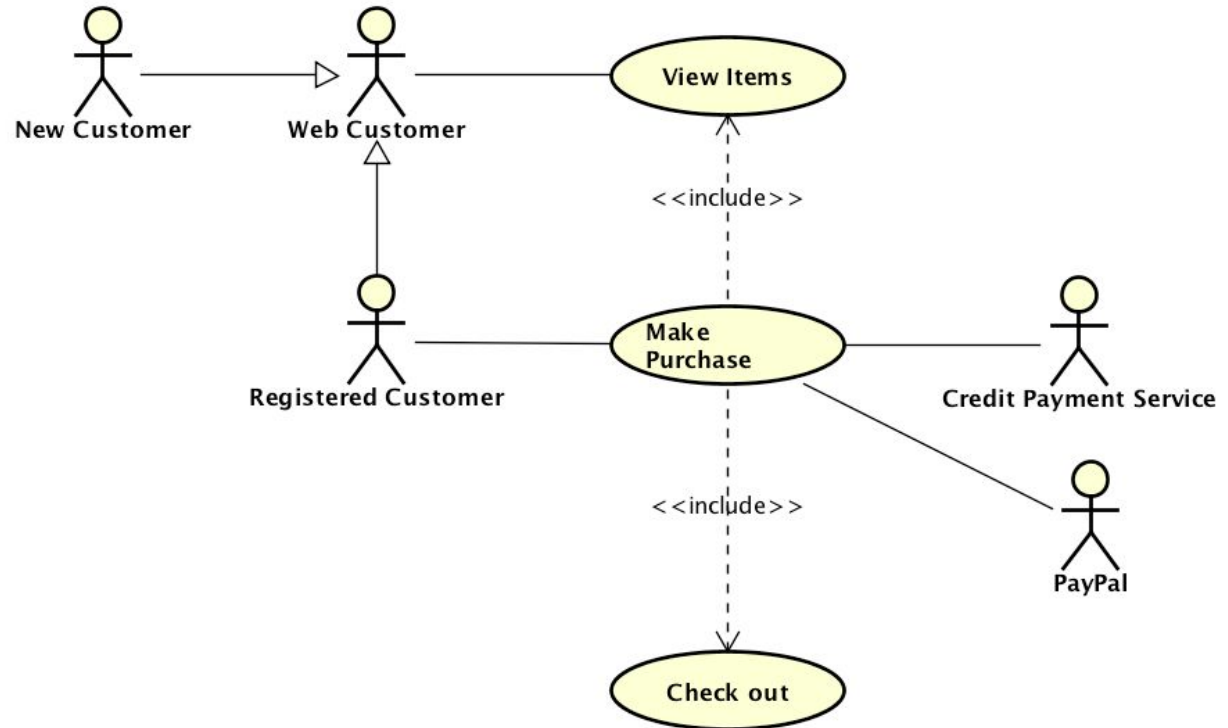 View Items
New Customer
Web Customer
<<include>>
Make
Purchase
Registered Customer
Credit Payment Service
<<include>>
PayPal
Check out